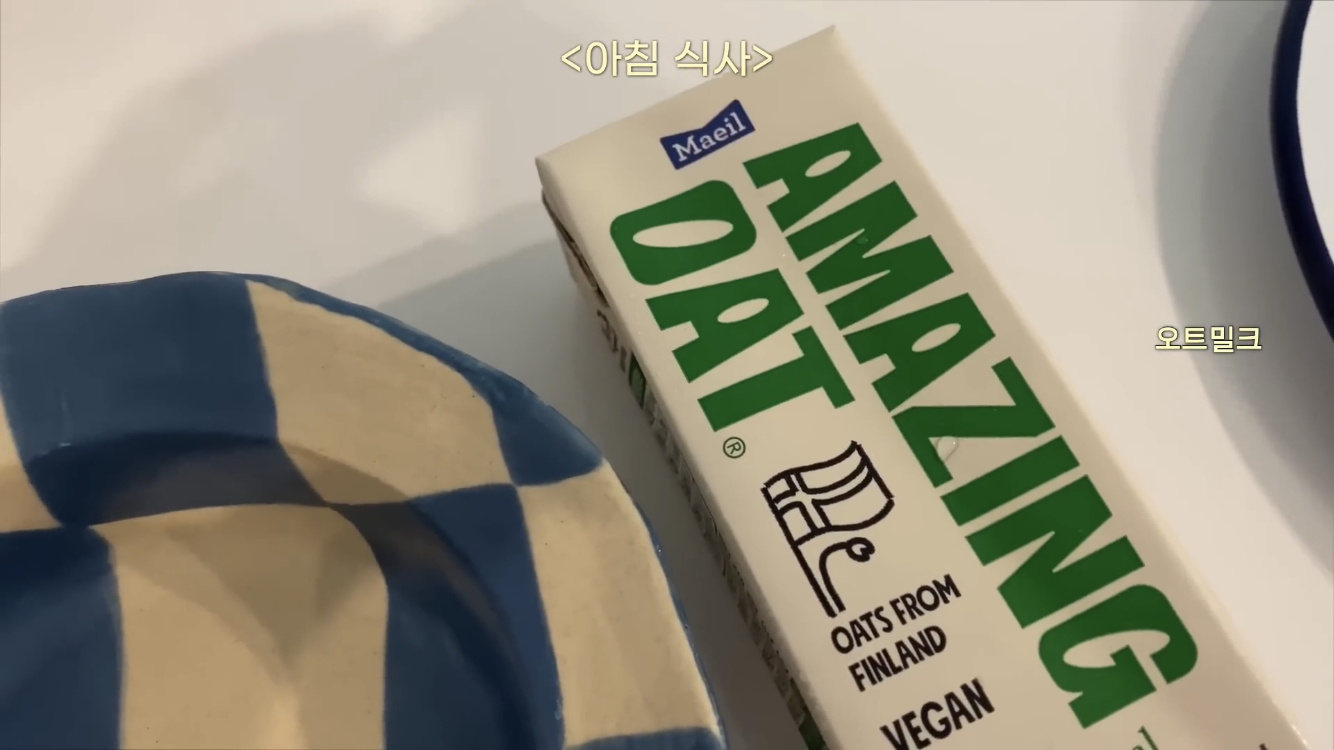 <아침 식사>
Maeil
AMAZING
OAT®
오트밀크
OATS FROM
FINLAND
VEGAN